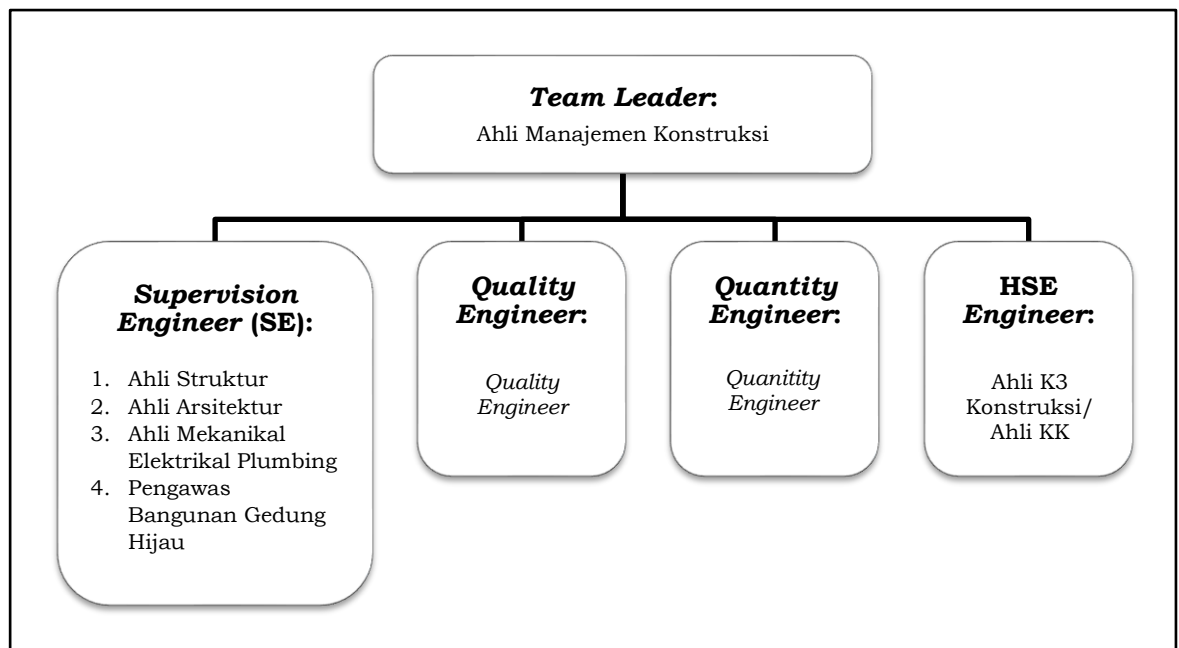 Team Leader:
Ahli Manajemen Konstruksi
Supervision
Engineer (SE):
1. Ahli Struktur
2. Ahli Arsitektur
3. Ahli Mekanikal
Elektrikal Plumbing
4. Pengawas
Bangunan Gedung
Hijau
Quality
Engineer:
Quality
Engineer
Quantity
Engineer:
Quanitity
Engineer
HSE
Engineer:
Ahli K3
Konstruksi/
Ahli KK